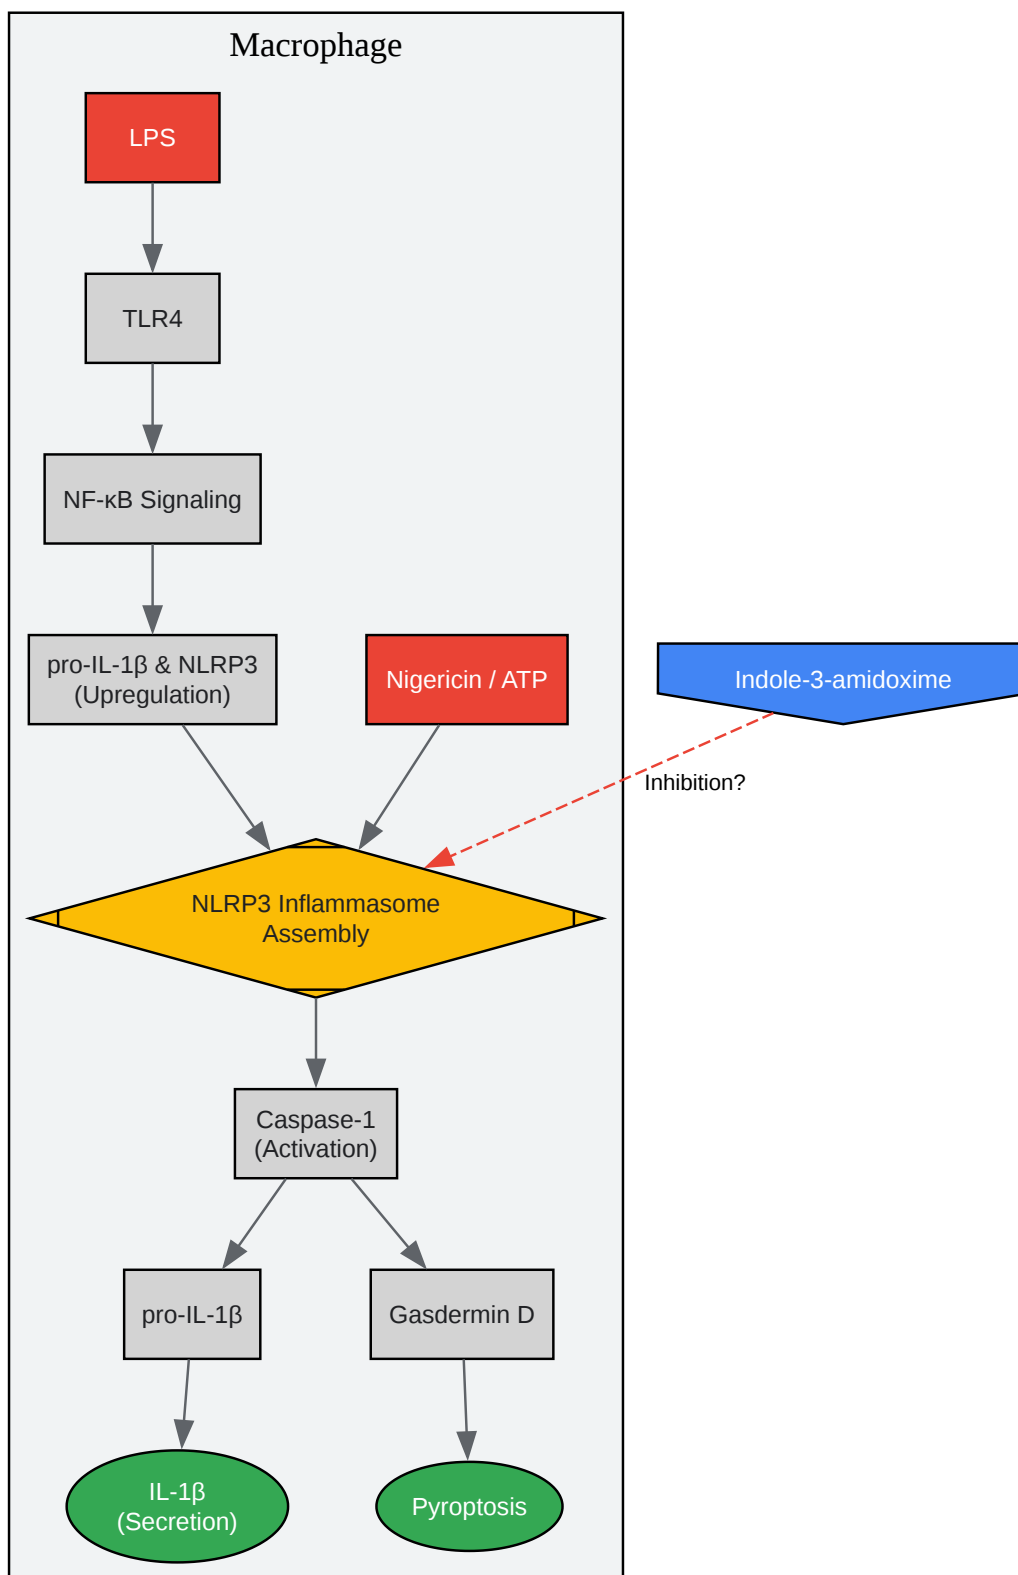 Macrophage
LPS
TLR4
NF-κB Signaling
pro-IL-1β & NLRP3
(Upregulation)
Nigericin / ATP
Indole-3-amidoxime
Inhibition?
NLRP3 Inflammasome
Assembly
Caspase-1
(Activation)
pro-IL-1β
Gasdermin D
IL-1β
(Secretion)
Pyroptosis